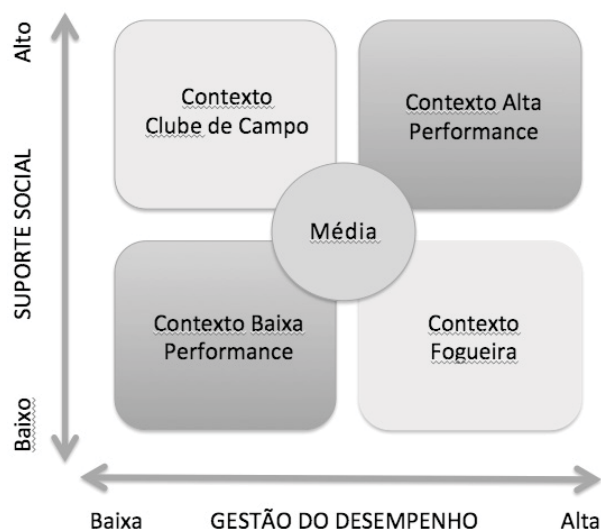 Alto
SUPORTE SOCIAL
Baixo
Contexto
Clube de Campo
Contexto Alta
Performance
Média
Contexto Baixa
Performance
Contexto
Fogueira
Baixa
GESTÃO DO DESEMPENHO
Alta